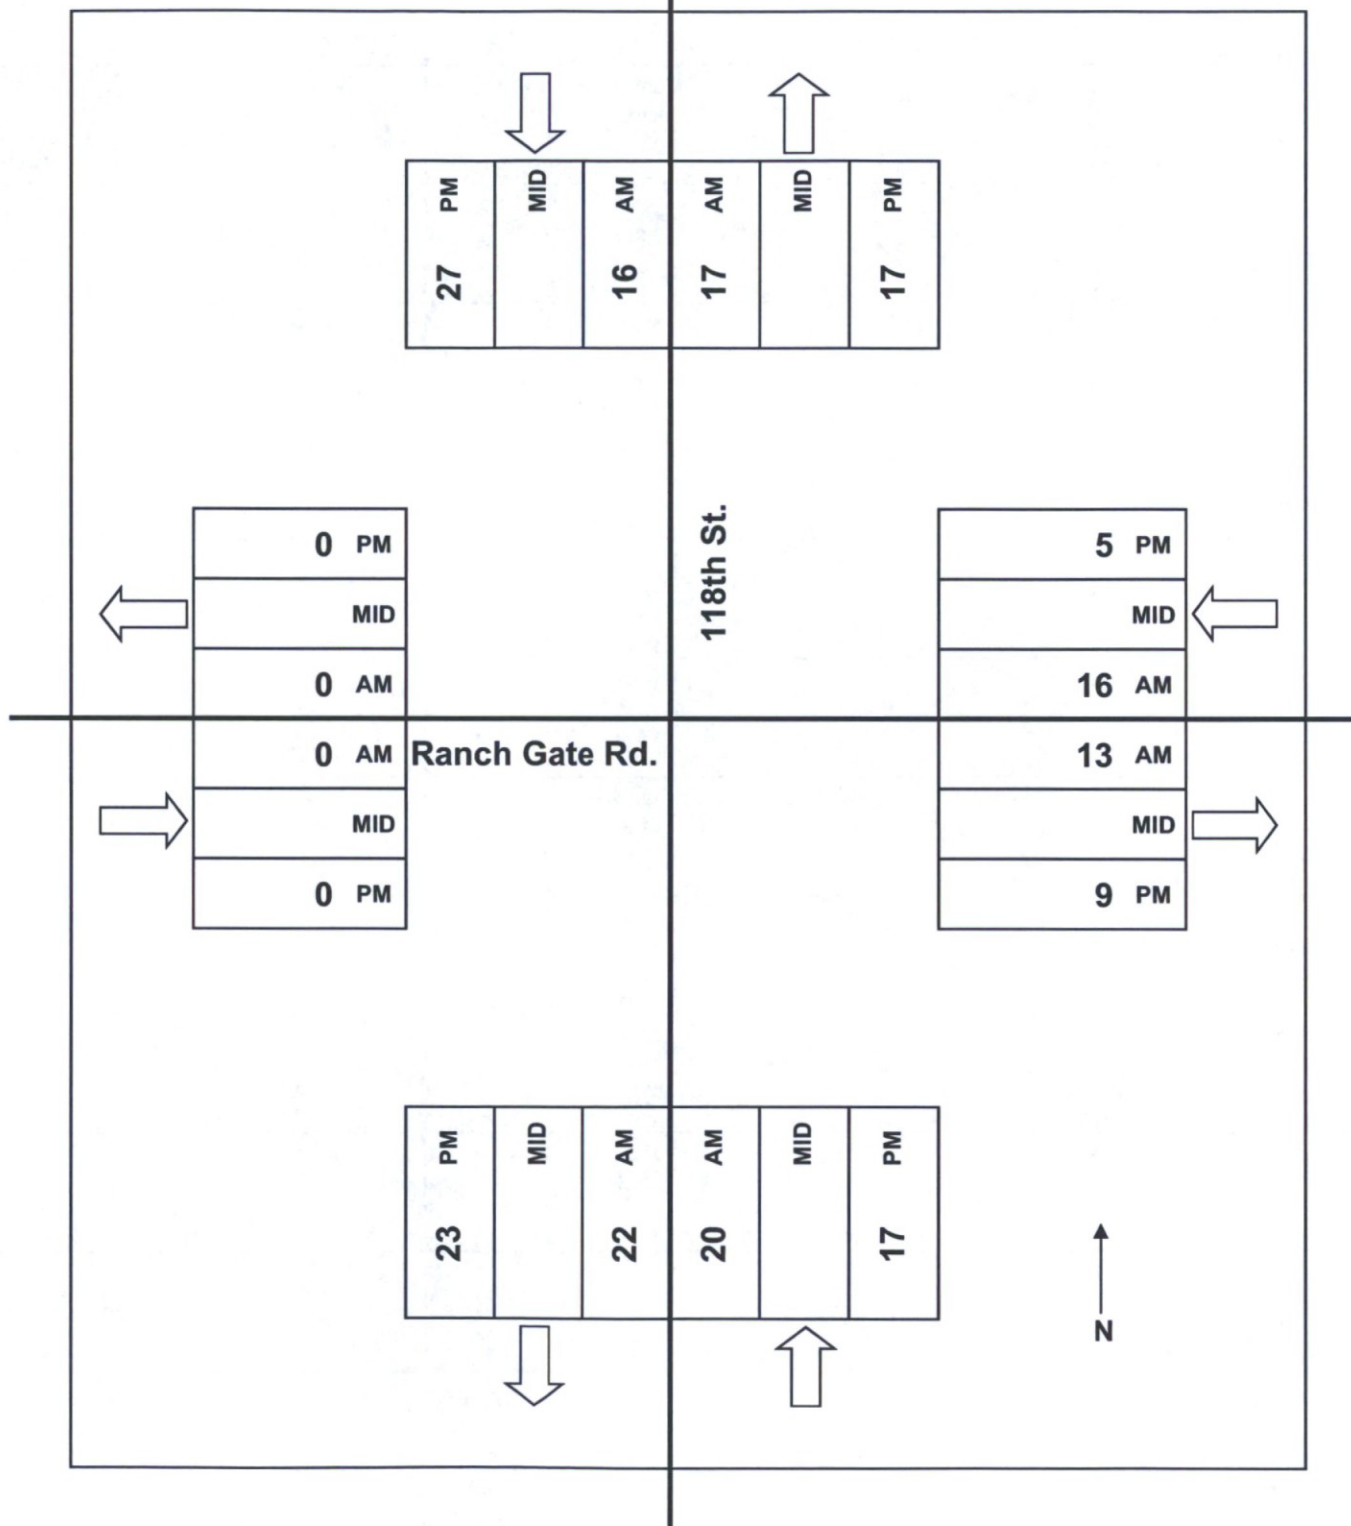 PM MID AM AM MID PM
27 16 17 17
118th St.
0 PM
MID
0 AM
0 AM
MID
0 PM
Ranch Gate Rd.
5 PM
MID
16 AM
13 AM
MID
9 PM
PM MID AM AM MID PM
23 22 20 17
N